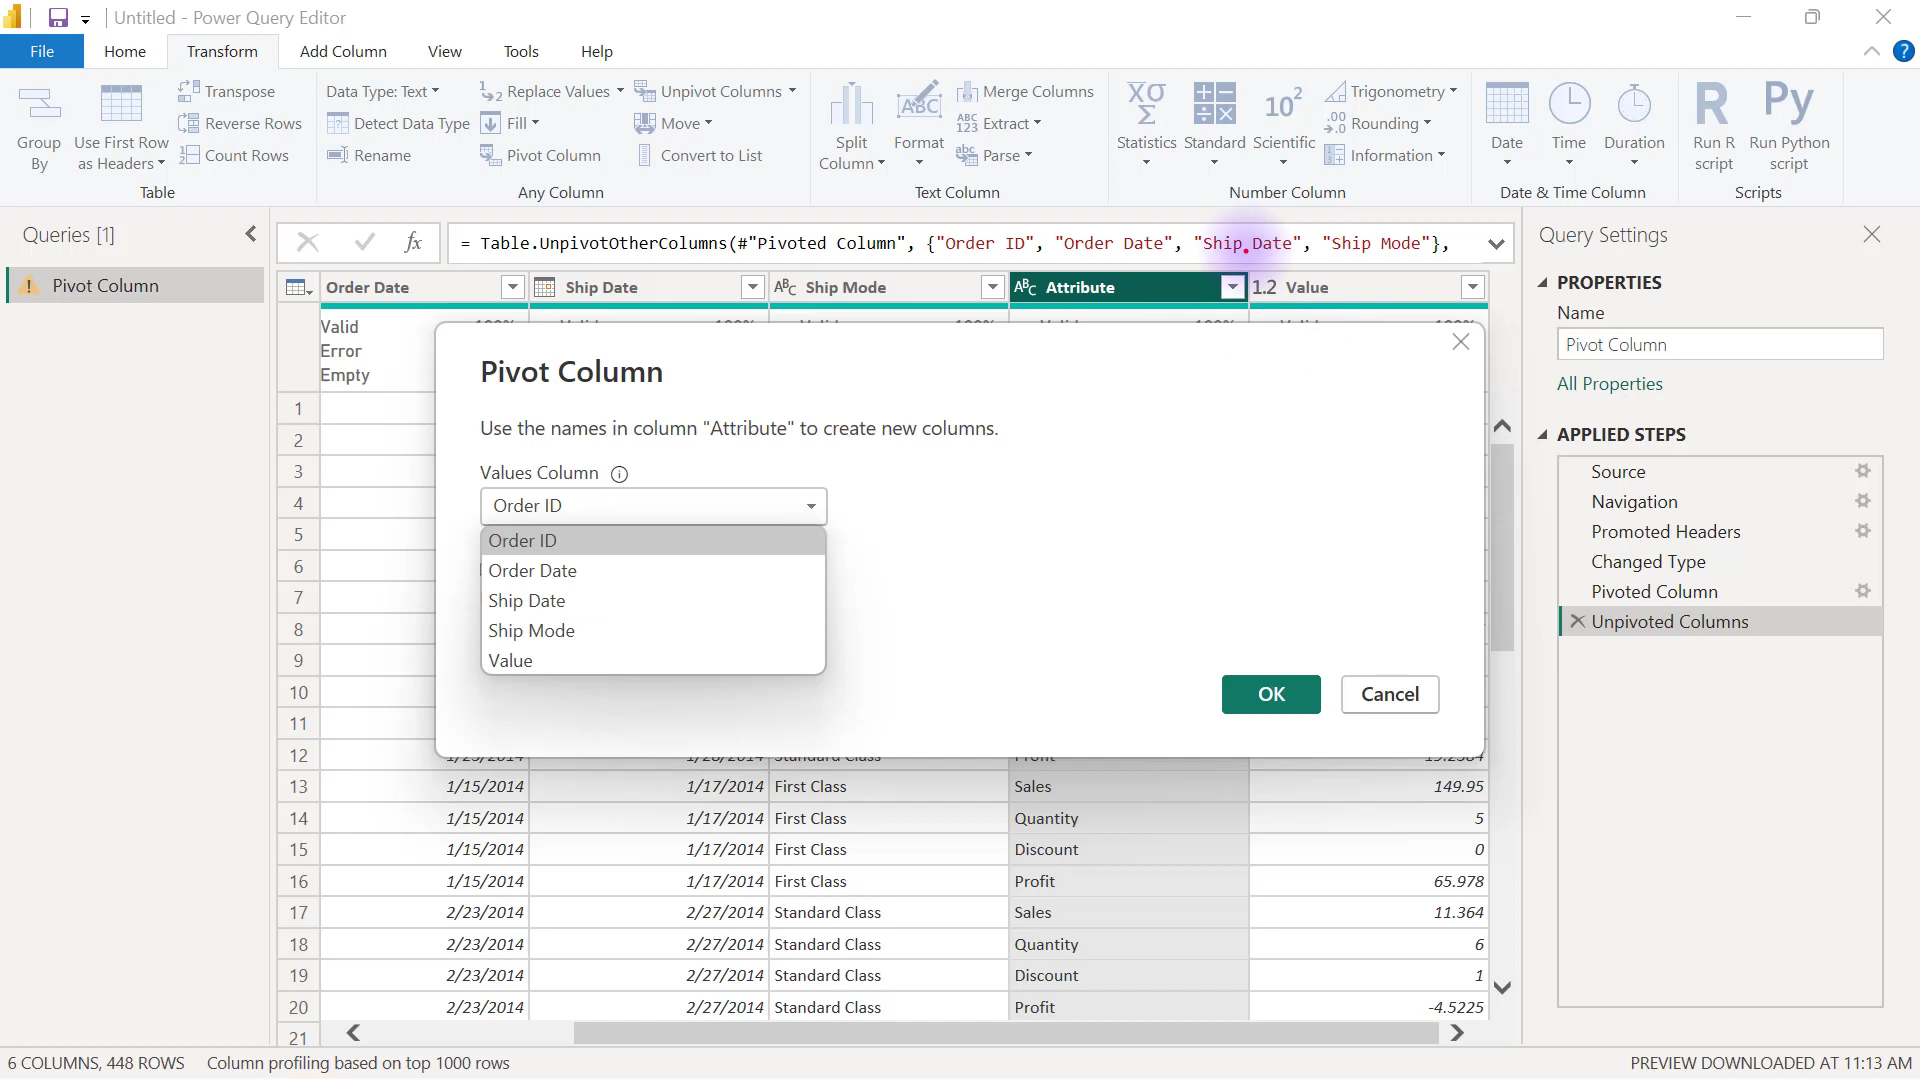 Untitled - Power Query Editor
File Home Transform Add Column View Tools Help
Group By
Use First Row as Headers
Transpose
Reverse Rows
Count Rows
Table
Data Type: Text
Detect Data Type
Rename
Replace Values
Fill
Pivot Column
Unpivot Columns
Move
Convert to List
Any Column
Split Column
Format
Merge Columns
Extract
Parse
Text Column
Statistics
Standard
Scientific
Trigonometry
Rounding
Information
Number Column
Date
Time
Duration
Date & Time Column
Run R script
Run Python script
Scripts
Queries [1]
Pivot Column
= Table.UnpivotOtherColumns(#"Pivoted Column", {"Order ID", "Order Date", "Ship Date", "Ship Mode"},
Order Date Ship Date Ship Mode Attribute 1.2 Value
Valid
Error
Empty
Pivot Column
Use the names in column "Attribute" to create new columns.
Values Column
Order ID
Order ID
Order Date
Ship Date
Ship Mode
Value
OK Cancel
1
2
3
4
5
6
7
8
9
10
11
12
13 1/15/2014 1/17/2014 First Class Sales 149.95
14 1/15/2014 1/17/2014 First Class Quantity 5
15 1/15/2014 1/17/2014 First Class Discount 0
16 1/15/2014 1/17/2014 First Class Profit 65.978
17 2/23/2014 2/27/2014 Standard Class Sales 11.364
18 2/23/2014 2/27/2014 Standard Class Quantity 6
19 2/23/2014 2/27/2014 Standard Class Discount 1
20 2/23/2014 2/27/2014 Standard Class Profit -4.5225
21
Query Settings
PROPERTIES
Name
Pivot Column
All Properties
APPLIED STEPS
Source
Navigation
Promoted Headers
Changed Type
Pivoted Column
Unpivoted Columns
6 COLUMNS, 448 ROWS Column profiling based on top 1000 rows
PREVIEW DOWNLOADED AT 11:13 AM